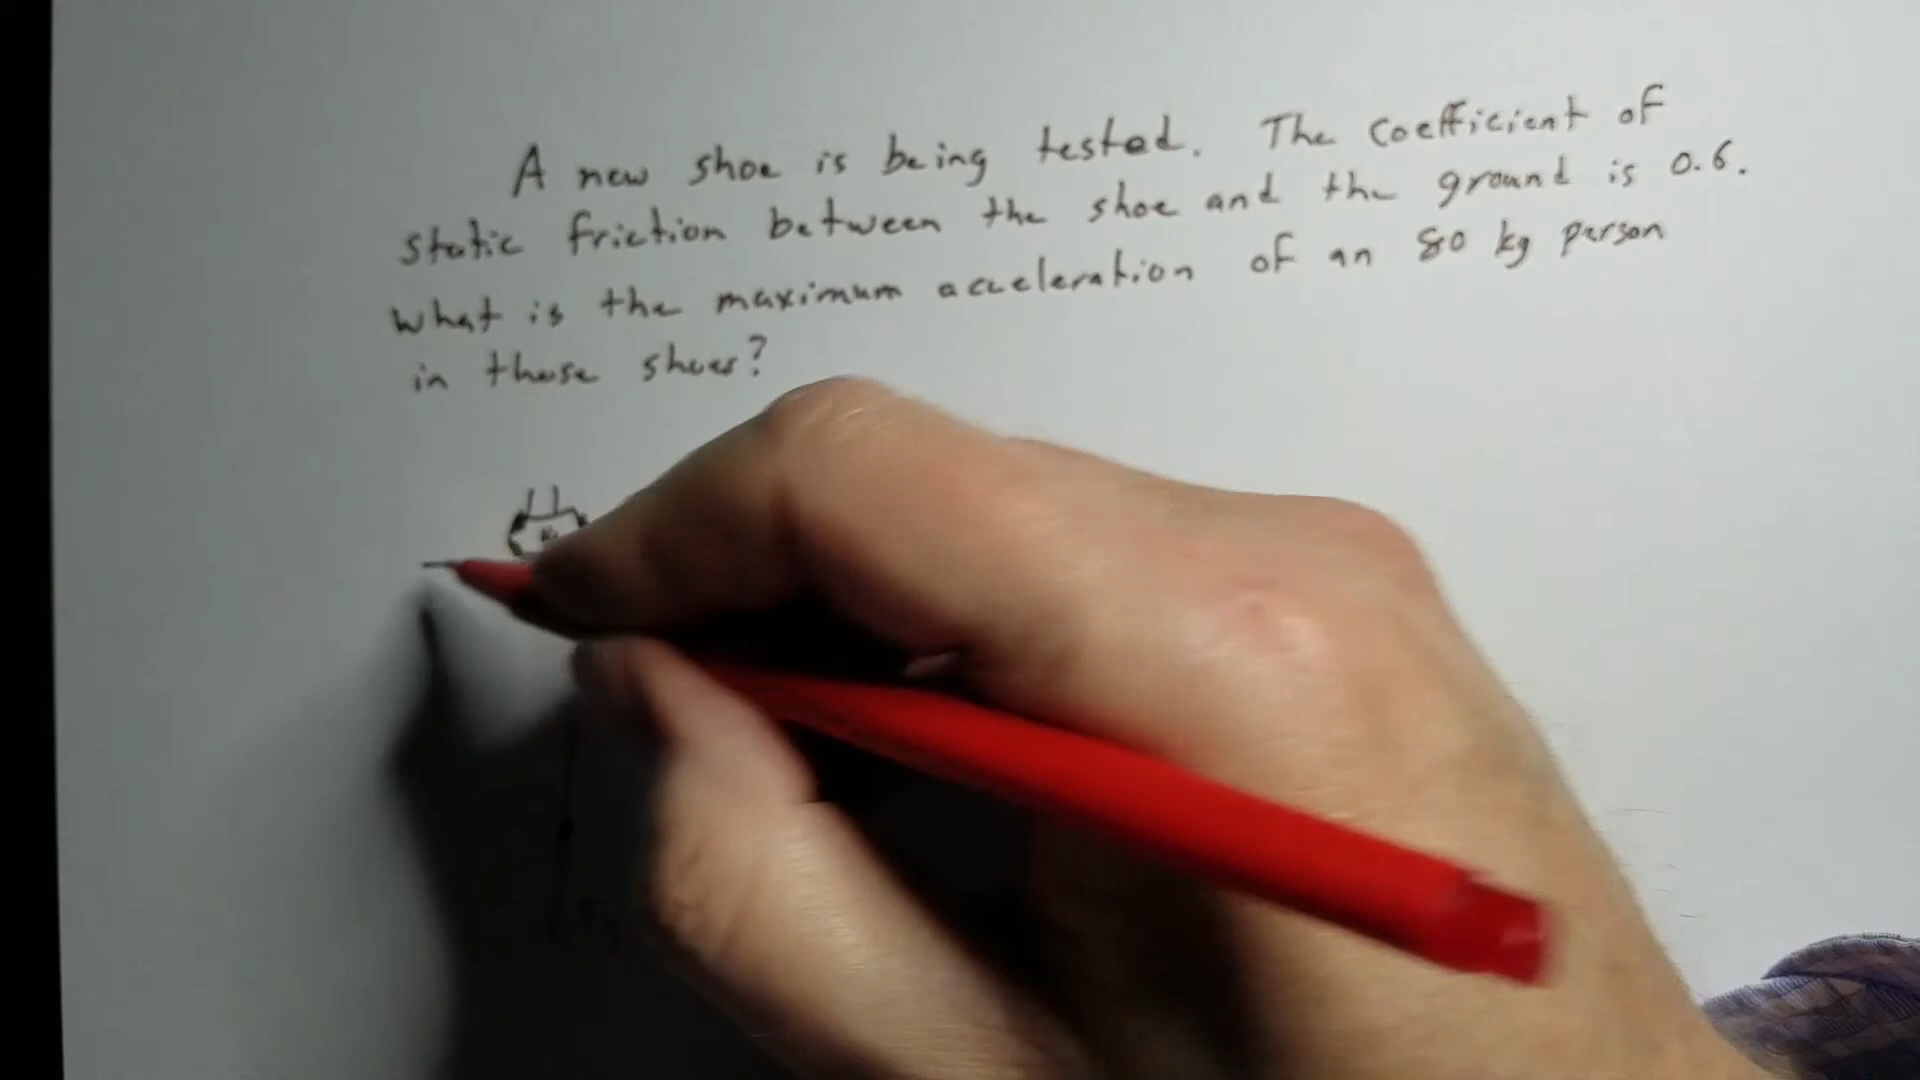 A new shoe is being tested. The coefficient of
static friction between the shoe and the ground is 0.6.
What is the maximum acceleration of an 80 kg person
in these shoes?